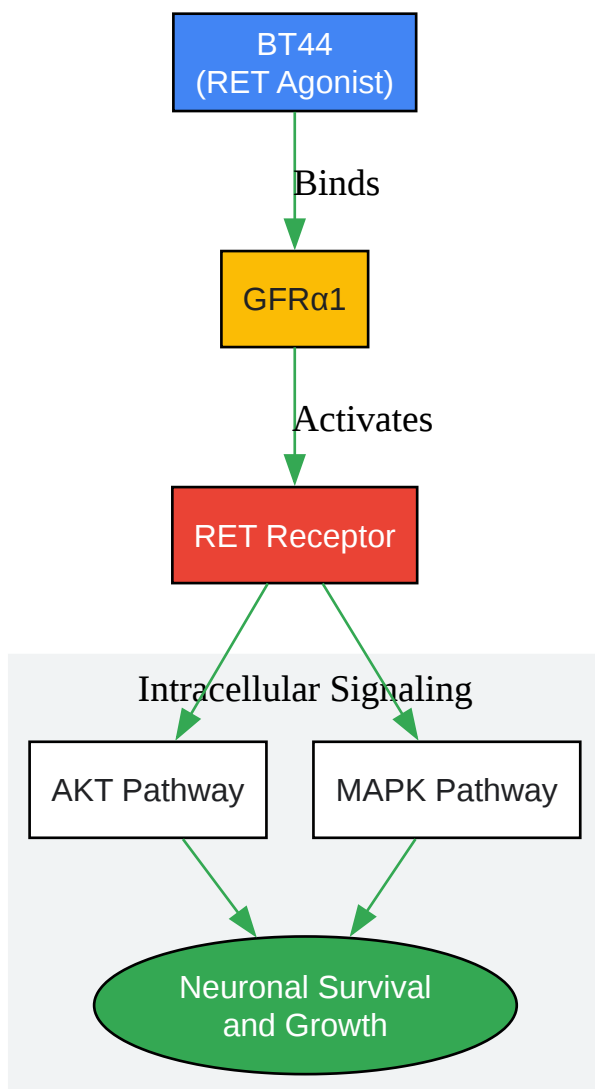 BT44
(RET Agonist)
Binds
GFRα1
Activates
RET Receptor
Intracellular Signaling
AKT Pathway
MAPK Pathway
Neuronal Survival
and Growth